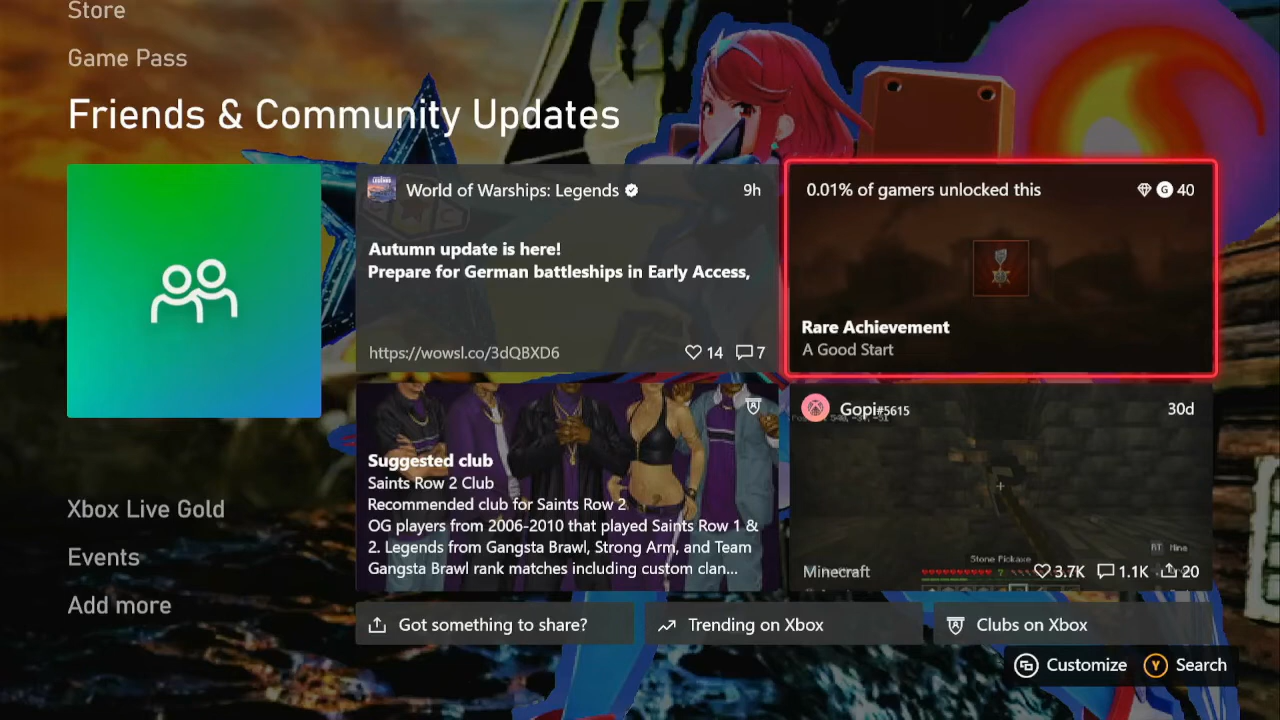 Store
Game Pass
Friends & Community Updates
World of Warships: Legends
9h
Autumn update is here!
Prepare for German battleships in Early Access,
https://wowsl.co/3dQBXD6
14
7
0.01% of gamers unlocked this
G 40
Rare Achievement
A Good Start
Suggested club
Saints Row 2 Club
Recommended club for Saints Row 2
OG players from 2006-2010 that played Saints Row 1 &
2. Legends from Gangsta Brawl, Strong Arm, and Team
Gangsta Brawl rank matches including custom clan...
Gopi#5615
30d
Stone Pickaxe
RT Mine
Minecraft
3.7K
1.1K
20
Xbox Live Gold
Events
Add more
Got something to share?
Trending on Xbox
Clubs on Xbox
Customize
Y Search